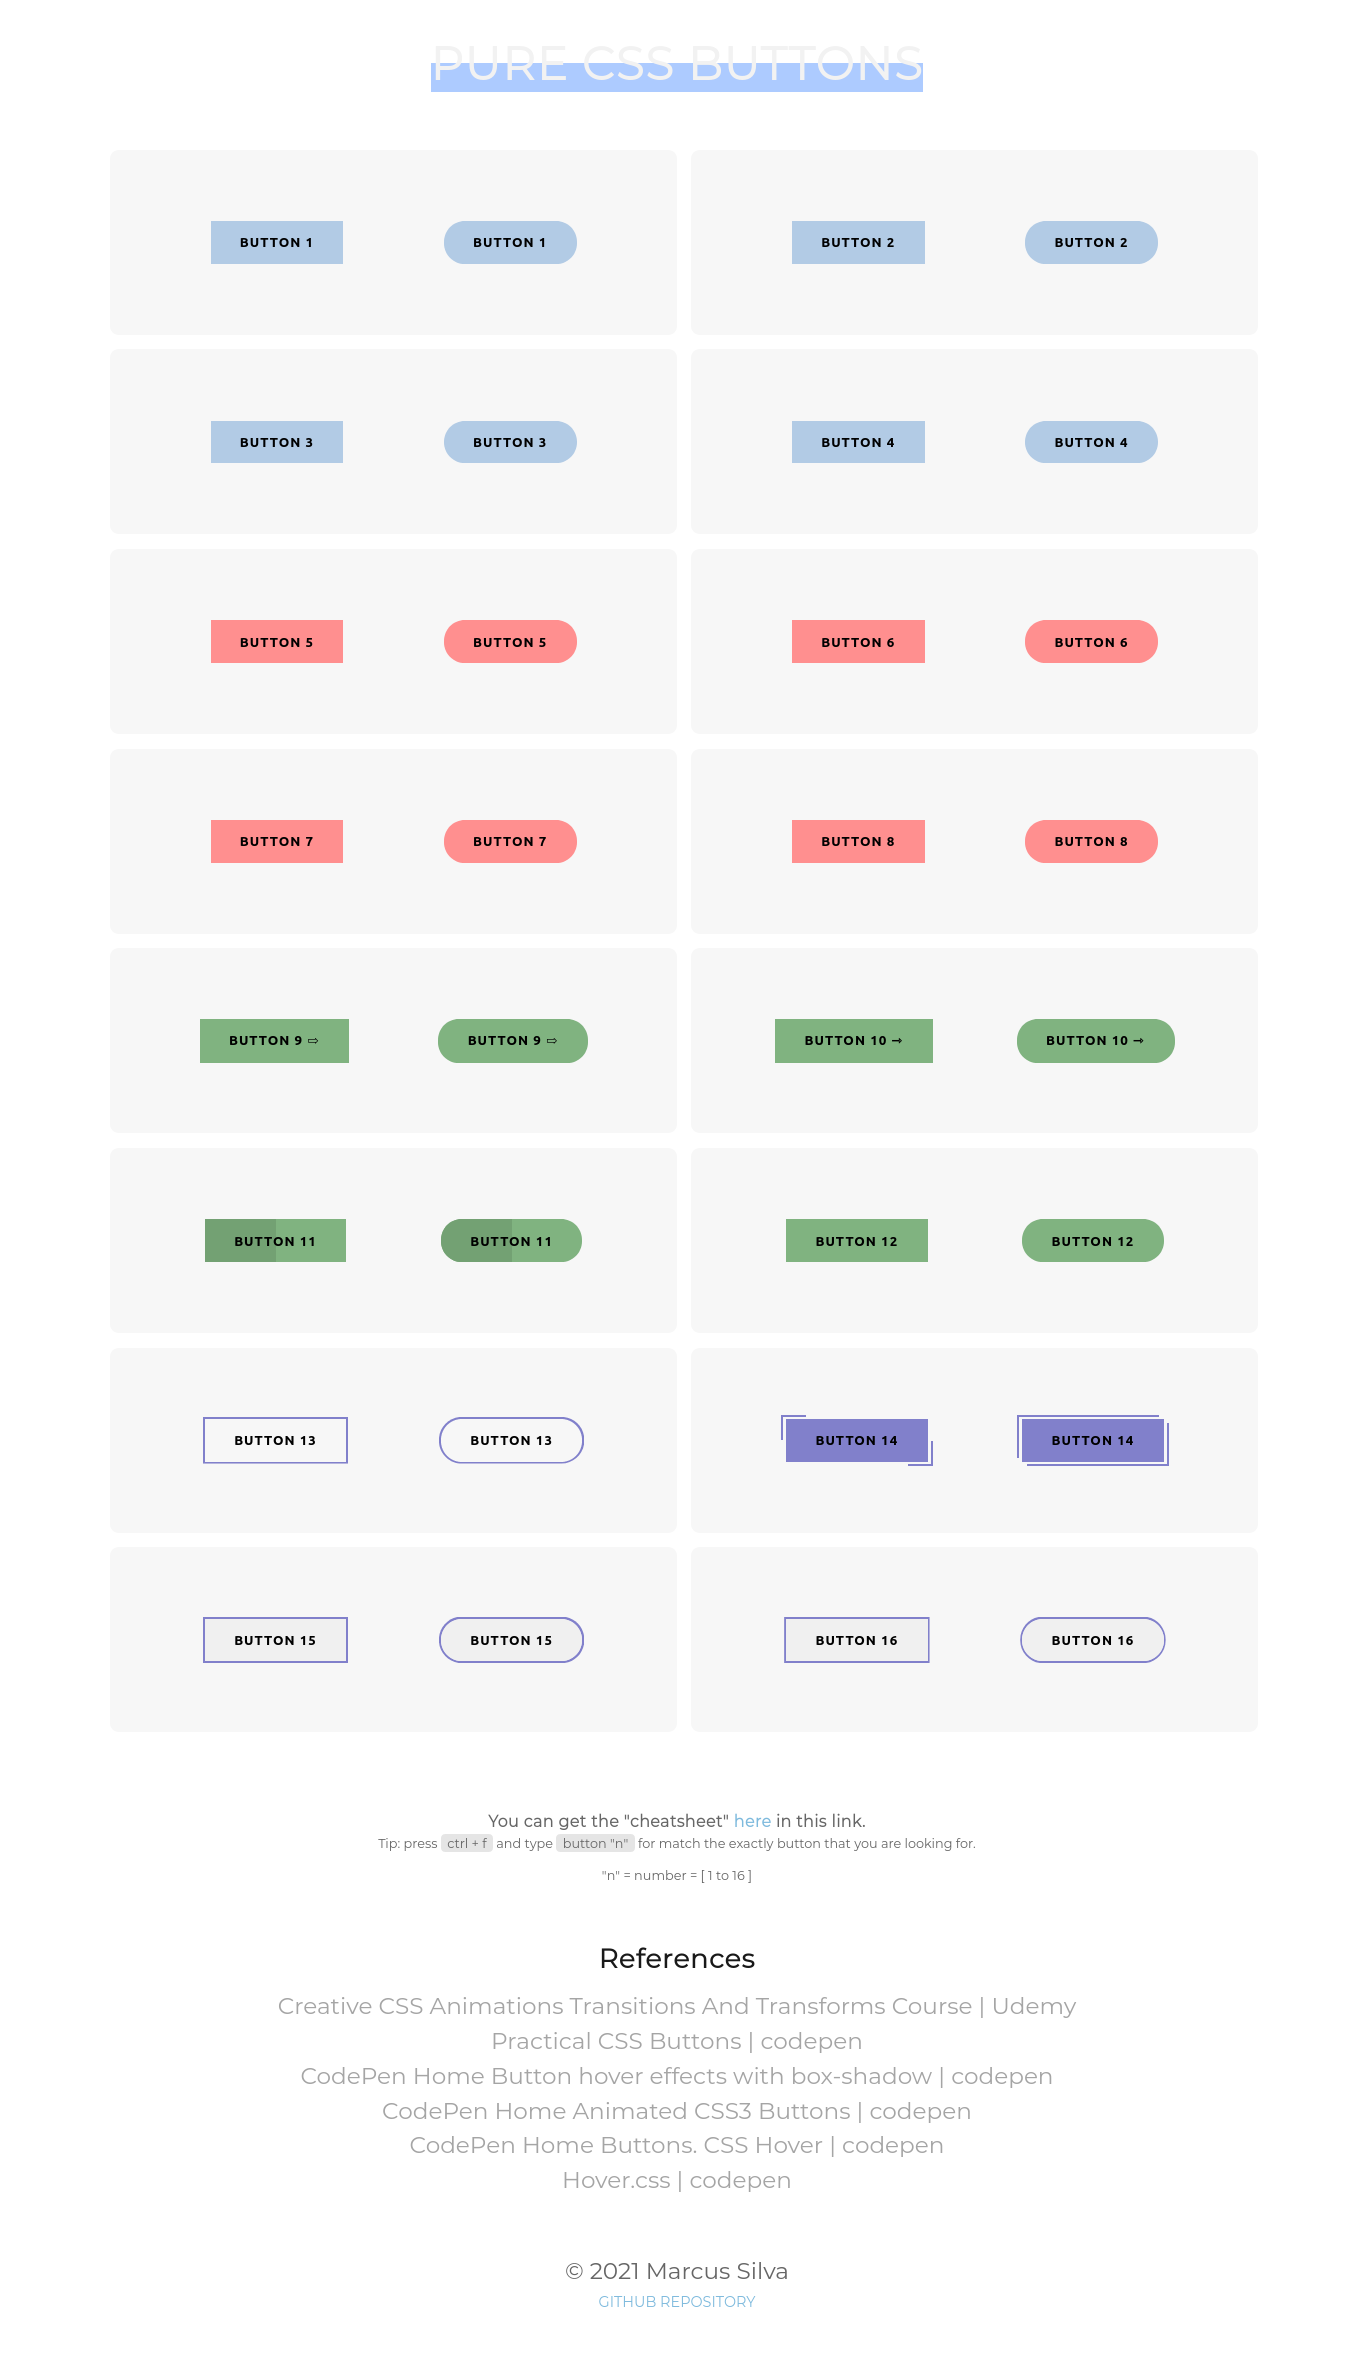 PURE CSS BUTTONS
BUTTON 1 BUTTON 1 BUTTON 2 BUTTON 2
BUTTON 3 BUTTON 3 BUTTON 4 BUTTON 4
BUTTON 5 BUTTON 5 BUTTON 6 BUTTON 6
BUTTON 7 BUTTON 7 BUTTON 8 BUTTON 8
BUTTON 9 ⇨ BUTTON 9 ⇨ BUTTON 10 → BUTTON 10 →
BUTTON 11 BUTTON 11 BUTTON 12 BUTTON 12
BUTTON 13 BUTTON 13 BUTTON 14 BUTTON 14
BUTTON 15 BUTTON 15 BUTTON 16 BUTTON 16
You can get the "cheatsheet" here in this link.
Tip: press ctrl + f and type button "n" for match the exactly button that you are looking for.
"n" = number = [ 1 to 16 ]
References
Creative CSS Animations Transitions And Transforms Course | Udemy
Practical CSS Buttons | codepen
CodePen Home Button hover effects with box-shadow | codepen
CodePen Home Animated CSS3 Buttons | codepen
CodePen Home Buttons. CSS Hover | codepen
Hover.css | codepen
© 2021 Marcus Silva
GITHUB REPOSITORY